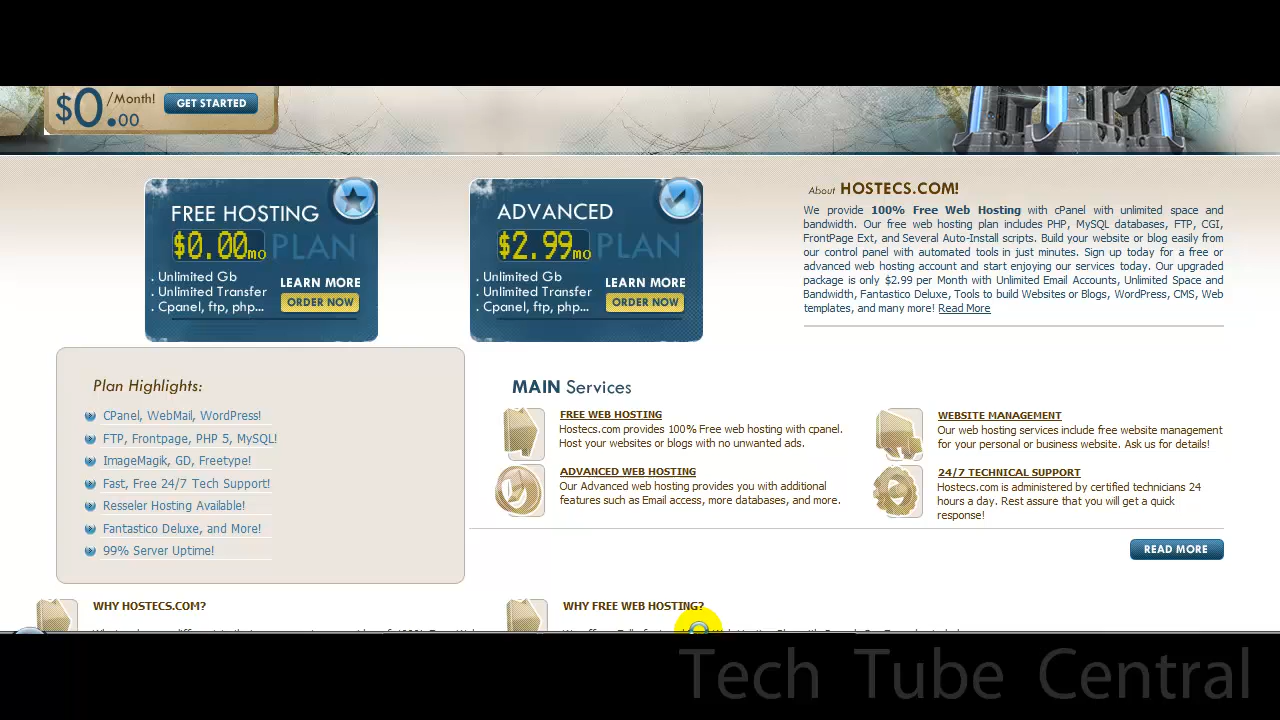 $0.00 /Month! GET STARTED
FREE HOSTING
$0.00mo PLAN
. Unlimited Gb
. Unlimited Transfer
. Cpanel, ftp, php...
LEARN MORE
ORDER NOW
ADVANCED
$2.99mo PLAN
. Unlimited Gb
. Unlimited Transfer
. Cpanel, ftp, php...
LEARN MORE
ORDER NOW
About HOSTECS.COM!
We provide 100% Free Web Hosting with cPanel with unlimited space and
bandwidth. Our free web hosting plan includes PHP, MySQL databases, FTP, CGI,
FrontPage Ext, and Several Auto-Install scripts. Build your website or blog easily from
our control panel with automated tools in just minutes. Sign up today for a free or
advanced web hosting account and start enjoying our services today. Our upgraded
package is only $2.99 per Month with Unlimited Email Accounts, Unlimited Space and
Bandwidth, Fantastico Deluxe, Tools to build Websites or Blogs, WordPress, CMS, Web
templates, and many more! Read More
Plan Highlights:
CPanel, WebMail, WordPress!
FTP, Frontpage, PHP 5, MySQL!
ImageMagik, GD, Freetype!
Fast, Free 24/7 Tech Support!
Resseler Hosting Available!
Fantastico Deluxe, and More!
99% Server Uptime!
MAIN Services
FREE WEB HOSTING
Hostecs.com provides 100% Free web hosting with cpanel.
Host your websites or blogs with no unwanted ads.
ADVANCED WEB HOSTING
Our Advanced web hosting provides you with additional
features such as Email access, more databases, and more.
WEBSITE MANAGEMENT
Our web hosting services include free website management
for your personal or business website. Ask us for details!
24/7 TECHNICAL SUPPORT
Hostecs.com is administered by certified technicians 24
hours a day. Rest assure that you will get a quick
response!
READ MORE
WHY HOSTECS.COM?
WHY FREE WEB HOSTING?
Tech Tube Central